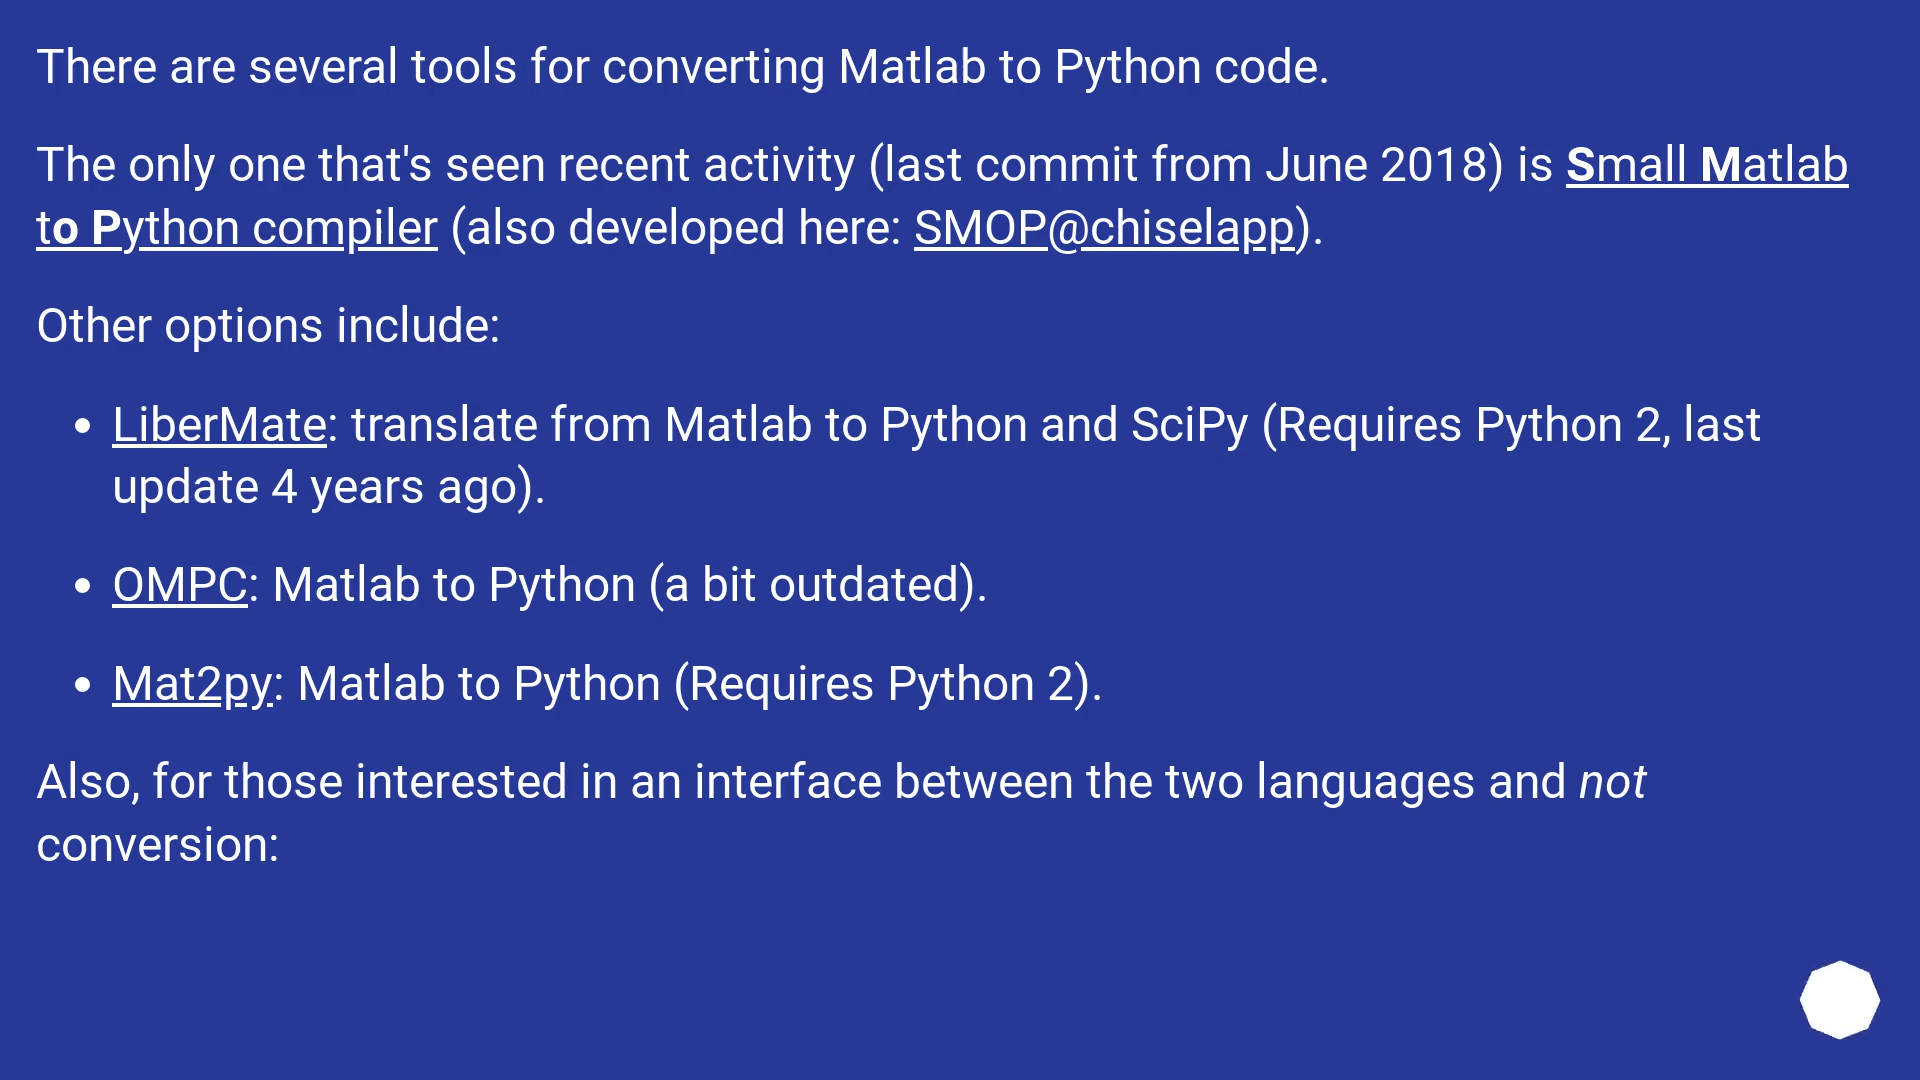 There are several tools for converting Matlab to Python code.
The only one that's seen recent activity (last commit from June 2018) is Small Matlab
to Python compiler (also developed here: SMOP@chiselapp).
Other options include:
• LiberMate: translate from Matlab to Python and SciPy (Requires Python 2, last
update 4 years ago).
• OMPC: Matlab to Python (a bit outdated).
• Mat2py: Matlab to Python (Requires Python 2).
Also, for those interested in an interface between the two languages and not
conversion: